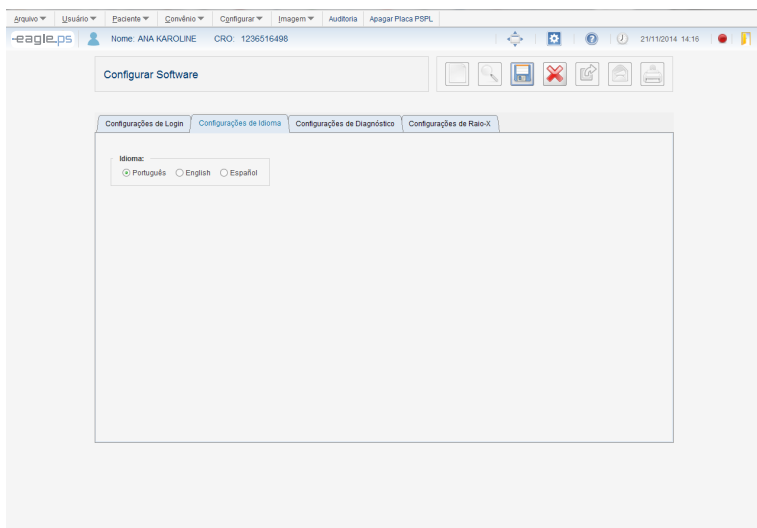 Arquivo Usuário Paciente Convênio Configurar Imagem Auditoria Apagar Placa PSPL
eagle ps Nome: ANA KAROLINE CRO: 1236516498 21/11/2014 14:16
Configurar Software
Configurações de Login Configurações de Idioma Configurações de Diagnóstico Configurações de Raio-X
Idioma:
Português English Español